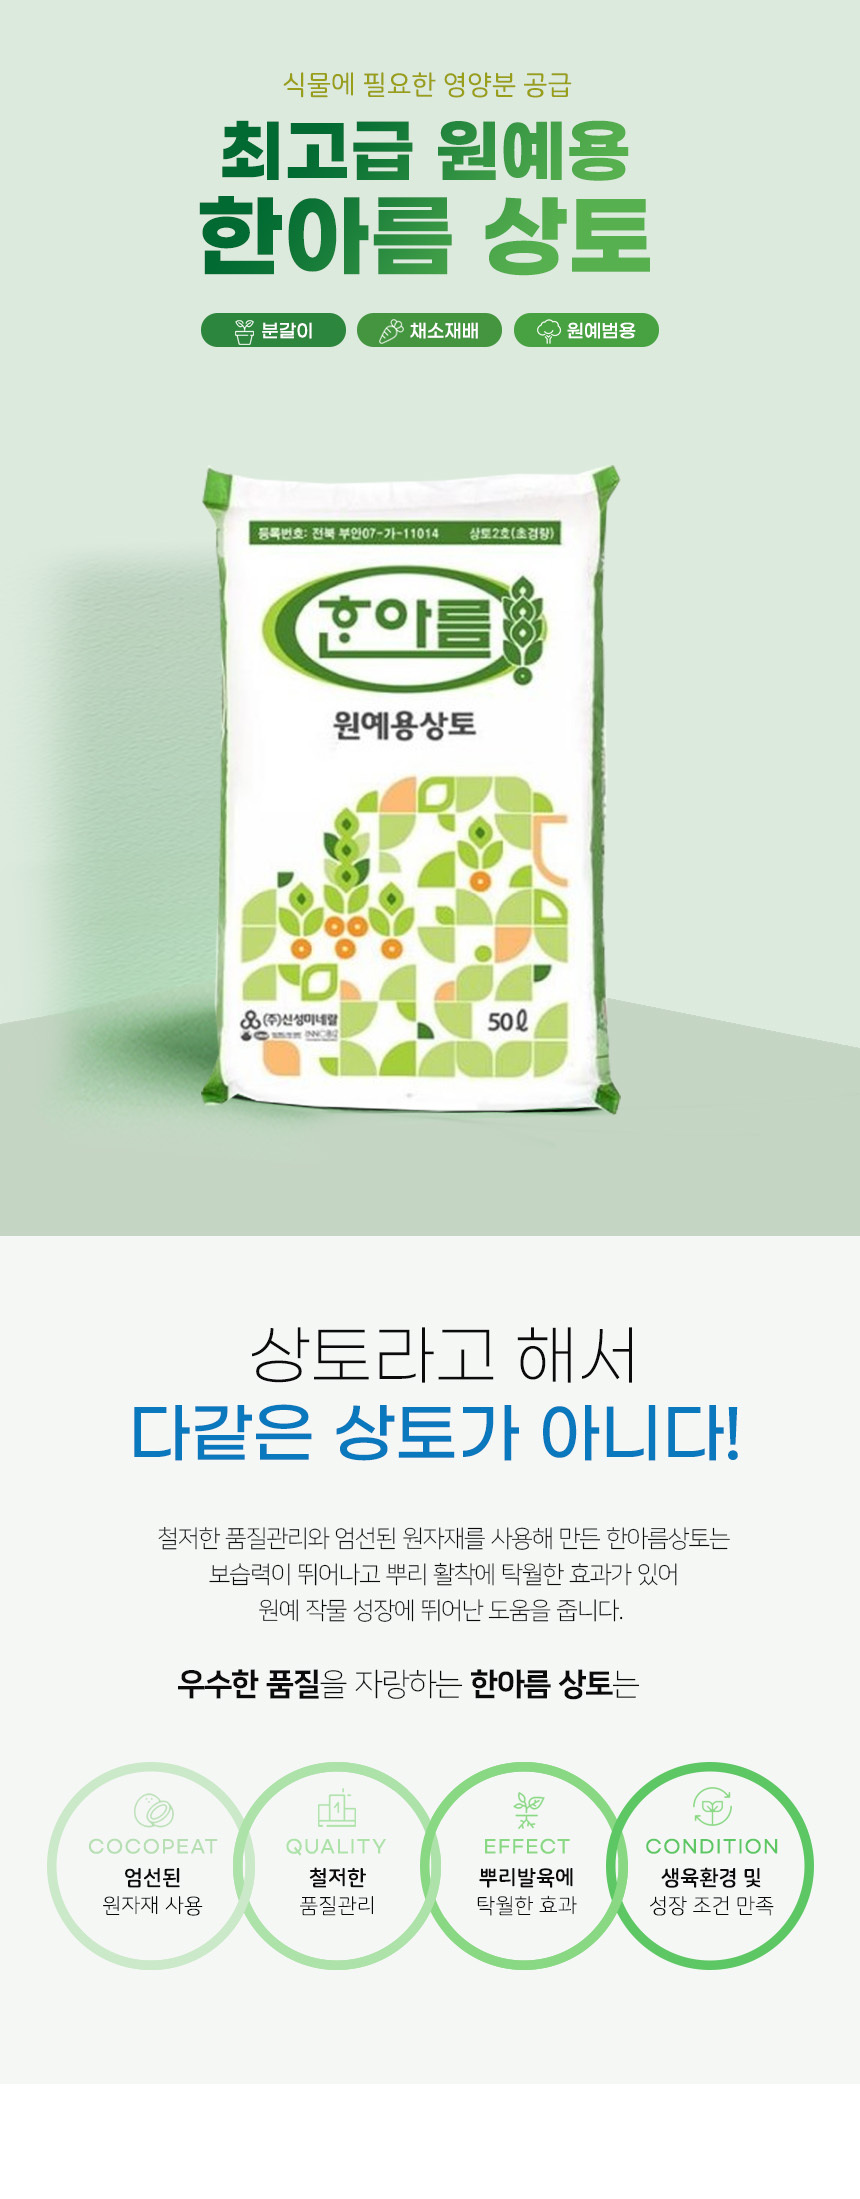 식물에 필요한 영양분 공급
최고급 원예용
한아름 상토
분갈이
채소재배
원예범용
등록번호: 전북 부안07-가-11014 상토2호(초경량)
한아름
원예용상토
(주)신성미네랄
50ℓ
상토라고 해서
다같은 상토가 아니다!
철저한 품질관리와 엄선된 원자재를 사용해 만든 한아름상토는
보습력이 뛰어나고 뿌리 활착에 탁월한 효과가 있어
원예 작물 성장에 뛰어난 도움을 줍니다.
우수한 품질을 자랑하는 한아름 상토는
COCOPEAT
엄선된
원자재 사용
1
QUALITY
철저한
품질관리
EFFECT
뿌리발육에
탁월한 효과
CONDITION
생육환경 및
성장 조건 만족